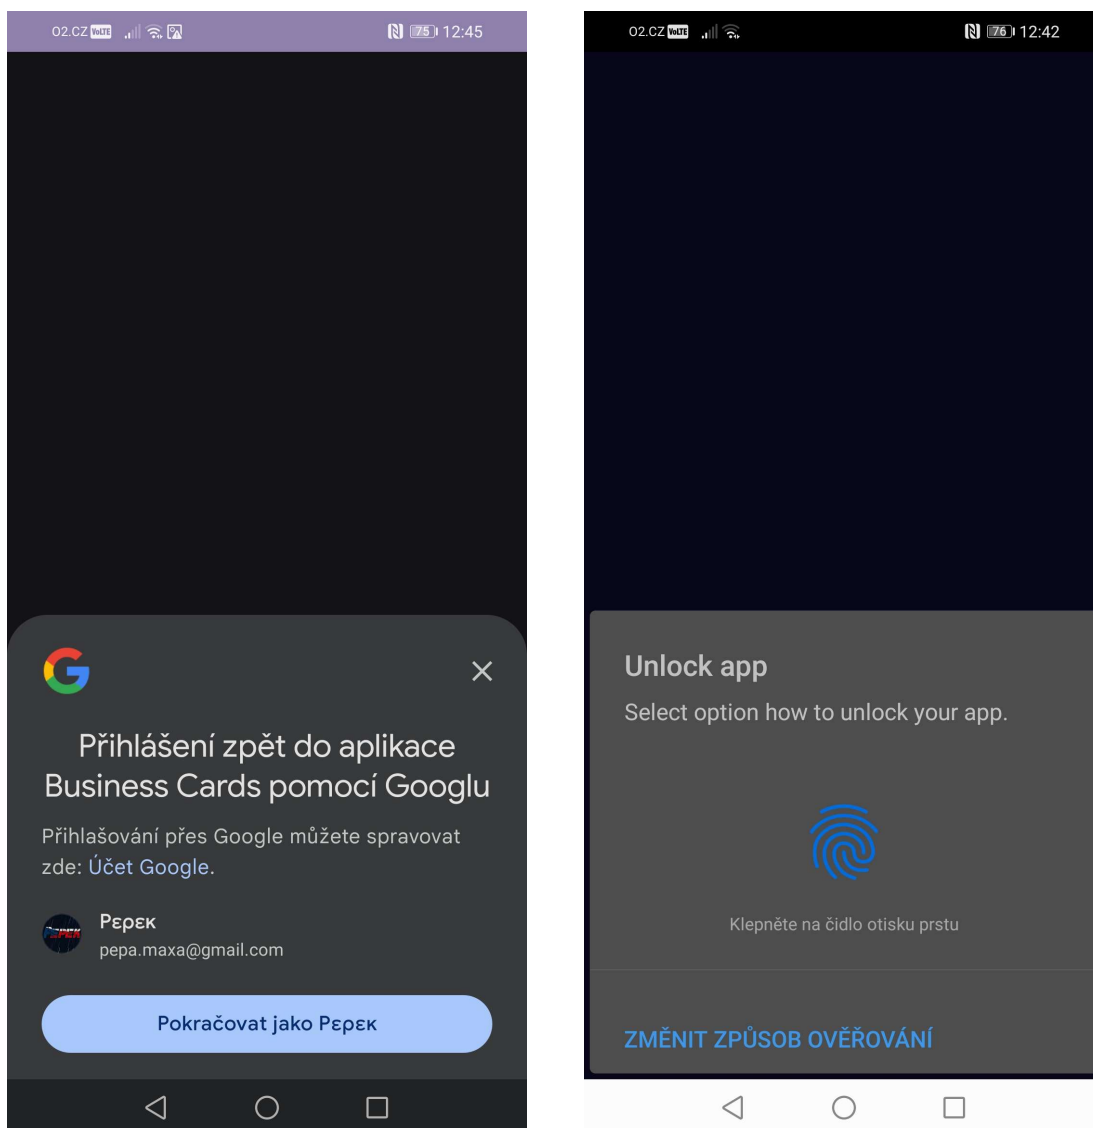 O2.CZ VoLTE 75 12:45
Přihlášení zpět do aplikace
Business Cards pomocí Googlu
Přihlašování přes Google můžete spravovat
zde: Účet Google.
PEPEK
Pεpεκ
pepa.maxa@gmail.com
Pokračovat jako Pεpεκ
O2.CZ VoLTE 76 12:42
Unlock app
Select option how to unlock your app.
Klepněte na čidlo otisku prstu
ZMĚNIT ZPŮSOB OVĚŘOVÁNÍ